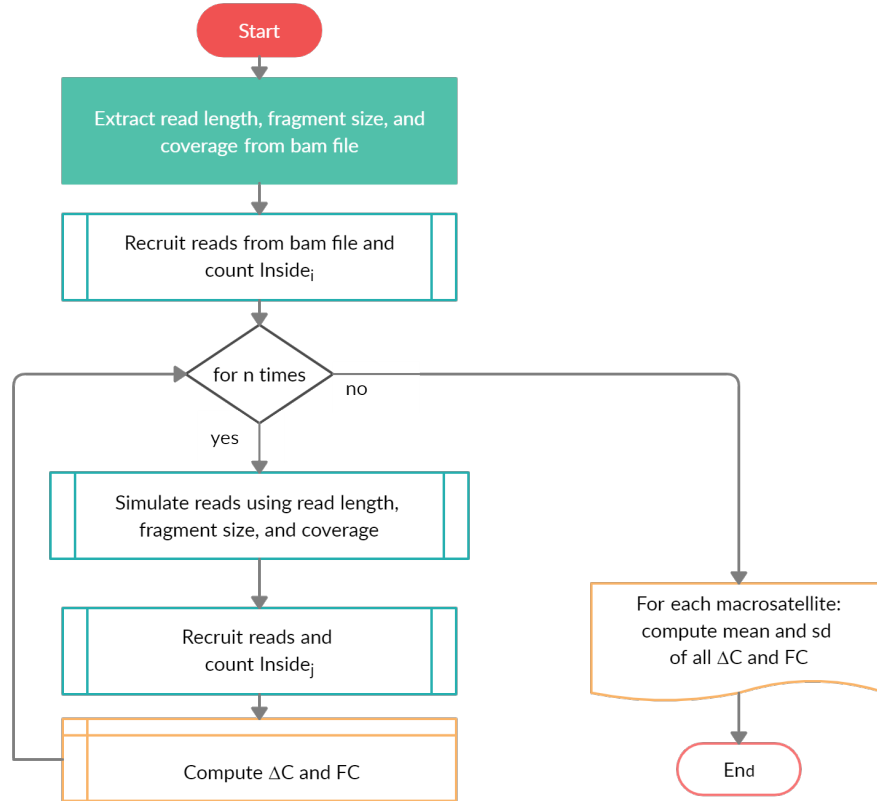 Start
Extract read length, fragment size, and
coverage from bam file
Recruit reads from bam file and
count Inside_i
for n times
no
yes
Simulate reads using read length,
fragment size, and coverage
Recruit reads and
count Inside_j
Compute ΔC and FC
For each macrosatellite:
compute mean and sd
of all ΔC and FC
End